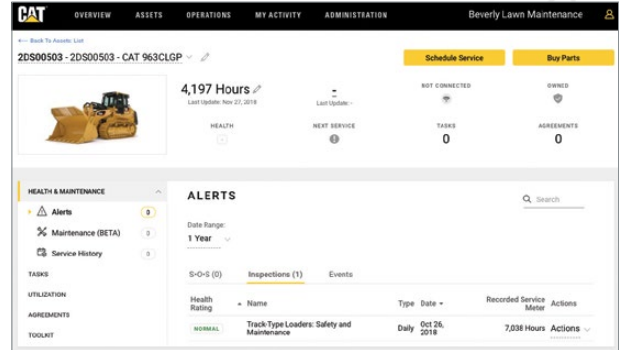 CAT OVERVIEW ASSETS OPERATIONS MY ACTIVITY ADMINISTRATION Beverly Lawn Maintenance
Back To Assets List
2DS00503 - 2DS00503 - CAT 963CLGP
Schedule Service
Buy Parts
4,197 Hours
Last Update: Nov 27, 2018
-
Last Update: -
NOT CONNECTED
OWNED
HEALTH
NEXT SERVICE
TASKS
0
AGREEMENTS
0
HEALTH & MAINTENANCE
Alerts
Maintenance (BETA) 0
Service History 0
TASKS
UTILIZATION
AGREEMENTS
TOOLKIT
ALERTS
Search
Date Range:
1 Year
S•O•S (0) Inspections (1) Events
Health Rating Name Type Date Recorded Service Meter Actions
NORMAL Track-Type Loaders: Safety and Maintenance Daily Oct 26, 2018 7,038 Hours Actions